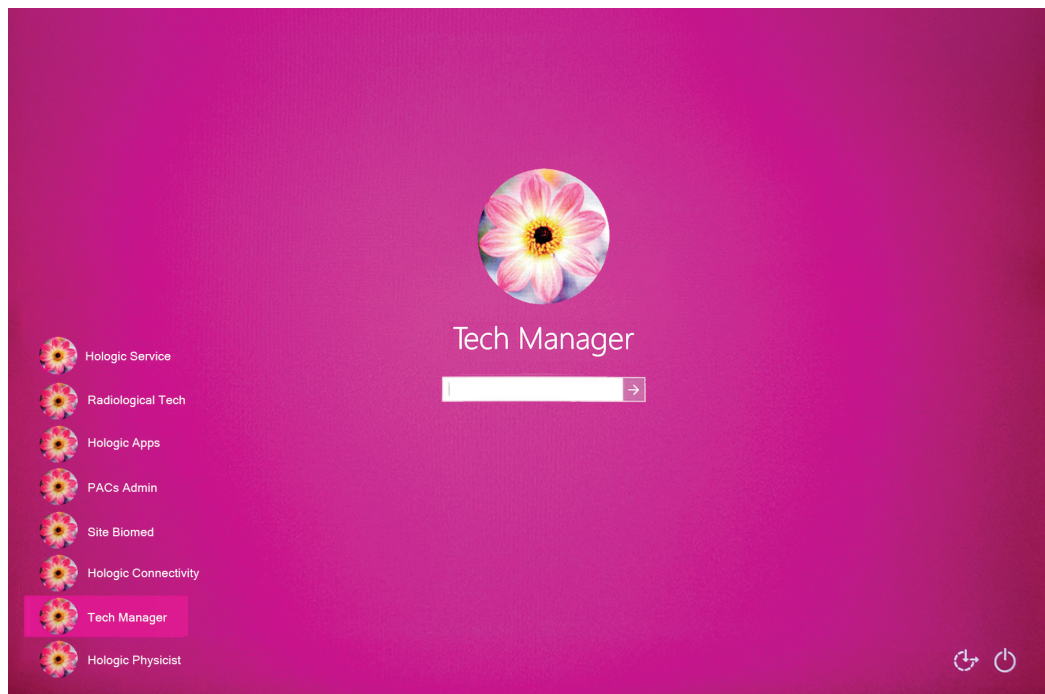 Tech Manager
Hologic Service
Radiological Tech
Hologic Apps
PACs Admin
Site Biomed
Hologic Connectivity
Tech Manager
Hologic Physicist